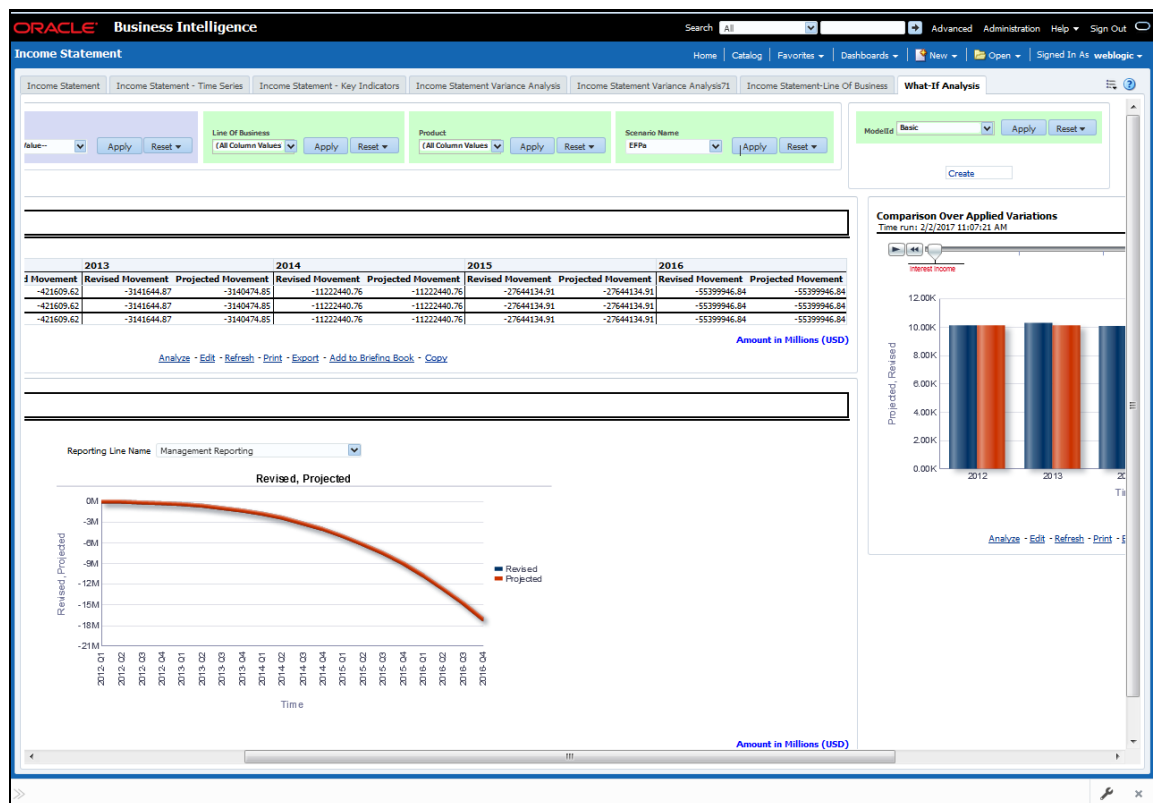 ORACLE Business Intelligence
Search All Advanced Administration Help Sign Out
Income Statement
Home Catalog Favorites Dashboards New Open Signed In As weblogic
Income Statement Income Statement - Time Series Income Statement - Key Indicators Income Statement Variance Analysis Income Statement Variance Analysis71 Income Statement-Line Of Business What-If Analysis
Value-- Apply Reset
Line Of Business
(All Column Values Apply Reset
Product
(All Column Values Apply Reset
Scenario Name
EFPa Apply Reset
ModelId Basic Apply Reset
Create
2013 2014 2015 2016
d Movement Revised Movement Projected Movement Revised Movement Projected Movement Revised Movement Projected Movement Revised Movement Projected Movement
-421609.62 -3141644.87 -3140474.85 -11222440.76 -11222440.76 -27644134.91 -27644134.91 -55399946.84 -55399946.84
-421609.62 -3141644.87 -3140474.85 -11222440.76 -11222440.76 -27644134.91 -27644134.91 -55399946.84 -55399946.84
-421609.62 -3141644.87 -3140474.85 -11222440.76 -11222440.76 -27644134.91 -27644134.91 -55399946.84 -55399946.84
Amount in Millions (USD)
Analyze - Edit - Refresh - Print - Export - Add to Briefing Book - Copy
Reporting Line Name Management Reporting
Revised, Projected
Revised, Projected
0M
-3M
-6M
-9M
-12M
-15M
-18M
-21M
2012-Q1 2012-Q2 2012-Q3 2012-Q4 2013-Q1 2013-Q2 2013-Q3 2013-Q4 2014-Q1 2014-Q2 2014-Q3 2014-Q4 2015-Q1 2015-Q2 2015-Q3 2015-Q4 2016-Q1 2016-Q2 2016-Q3 2016-Q4
Time
Revised
Projected
Amount in Millions (USD)
Comparison Over Applied Variations
Time run: 2/2/2017 11:07:21 AM
Interest Income
Projected, Revised
12.00K
10.00K
8.00K
6.00K
4.00K
2.00K
0.00K
2012 2013 20
Ti
Analyze - Edit - Refresh - Print - E